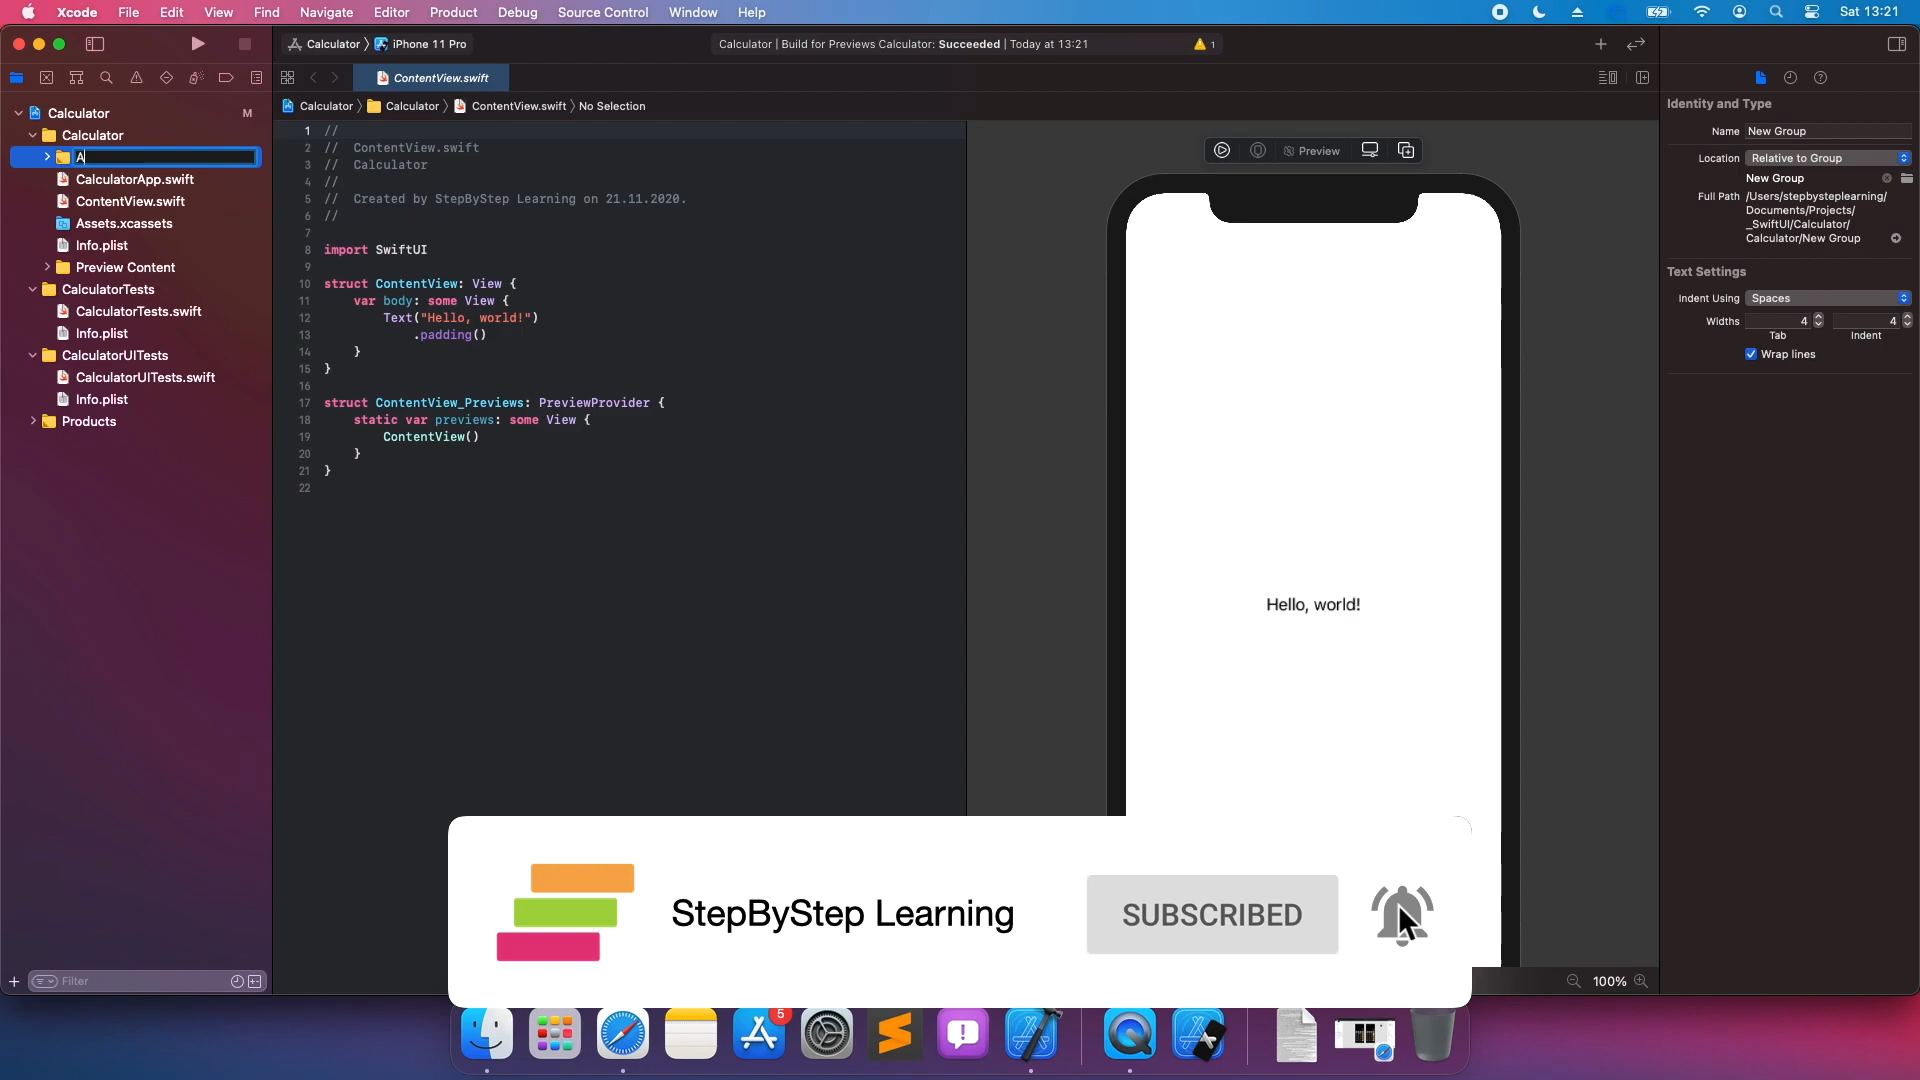 Xcode File Edit View Find Navigate Editor Product Debug Source Control Window Help Sat 13:21
Calculator iPhone 11 Pro Calculator | Build for Previews Calculator: Succeeded | Today at 13:21 1
ContentView.swift
Calculator Calculator ContentView.swift No Selection
Calculator M
Calculator
A
CalculatorApp.swift
ContentView.swift
Assets.xcassets
Info.plist
Preview Content
CalculatorTests
CalculatorTests.swift
Info.plist
CalculatorUITests
CalculatorUITests.swift
Info.plist
Products
Filter
1 //
2 // ContentView.swift
3 // Calculator
4 //
5 // Created by StepByStep Learning on 21.11.2020.
6 //
7
8 import SwiftUI
9
10 struct ContentView: View {
11 var body: some View {
12 Text("Hello, world!")
13 .padding()
14 }
15 }
16
17 struct ContentView_Previews: PreviewProvider {
18 static var previews: some View {
19 ContentView()
20 }
21 }
22
Preview
Hello, world!
100%
Identity and Type
Name New Group
Location Relative to Group
New Group
Full Path /Users/stepbysteplearning/
Documents/Projects/
_SwiftUI/Calculator/
Calculator/New Group
Text Settings
Indent Using Spaces
Widths 4 4
Tab Indent
Wrap lines
StepByStep Learning SUBSCRIBED
5